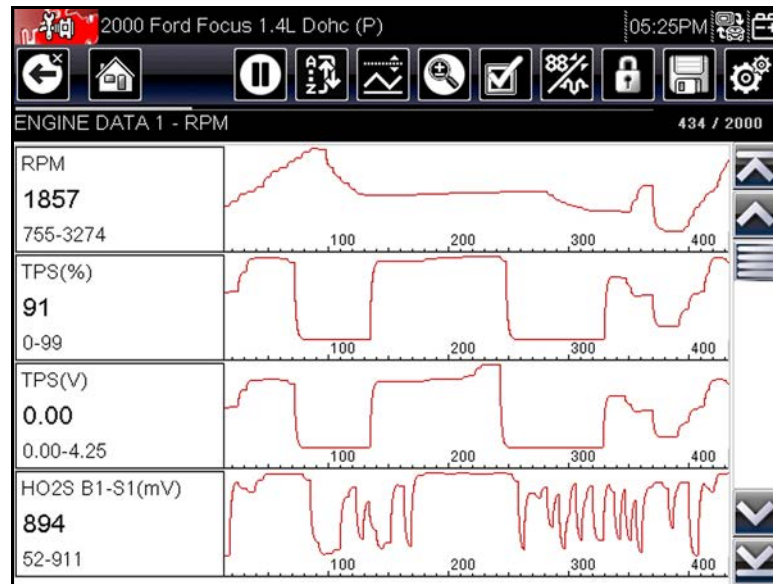 2000 Ford Focus 1.4L Dohc (P)
05:25PM
A
Z
88
ENGINE DATA 1 - RPM
434 / 2000
RPM
1857
755-3274
100 200 300 400
TPS(%)
91
0-99
100 200 300 400
TPS(V)
0.00
0.00-4.25
100 200 300 400
HO2S B1-S1(mV)
894
52-911
100 200 300 400